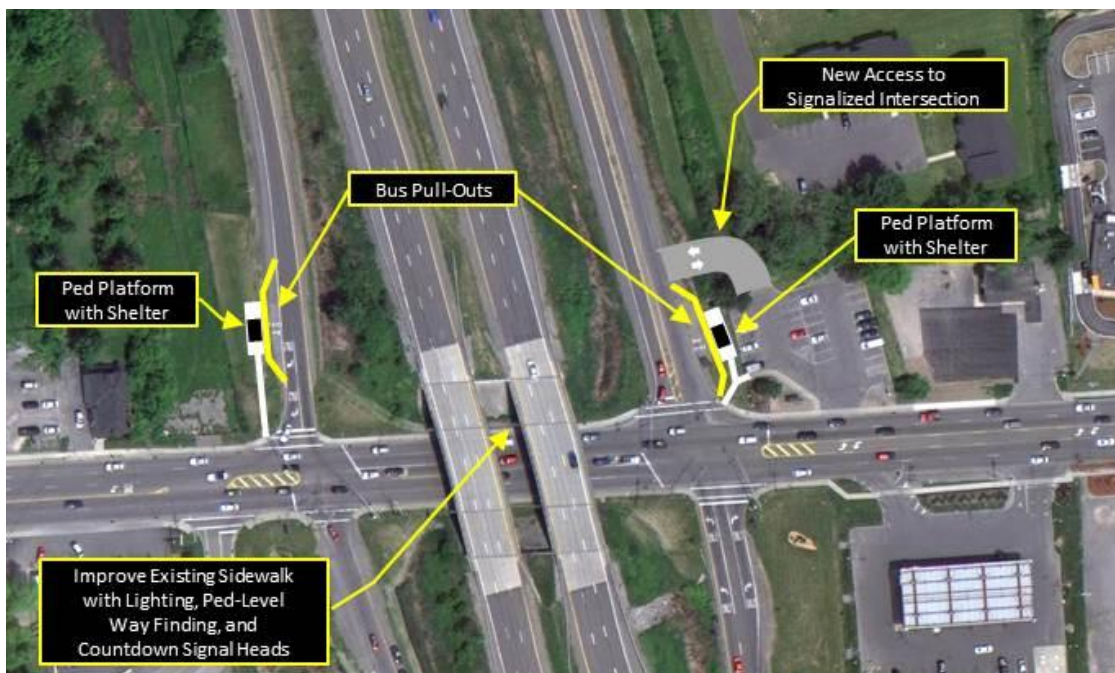 New Access to
Signalized Intersection
Bus Pull-Outs
Ped Platform
with Shelter
Ped Platform
with Shelter
Improve Existing Sidewalk
with Lighting, Ped-Level
Way Finding, and
Countdown Signal Heads